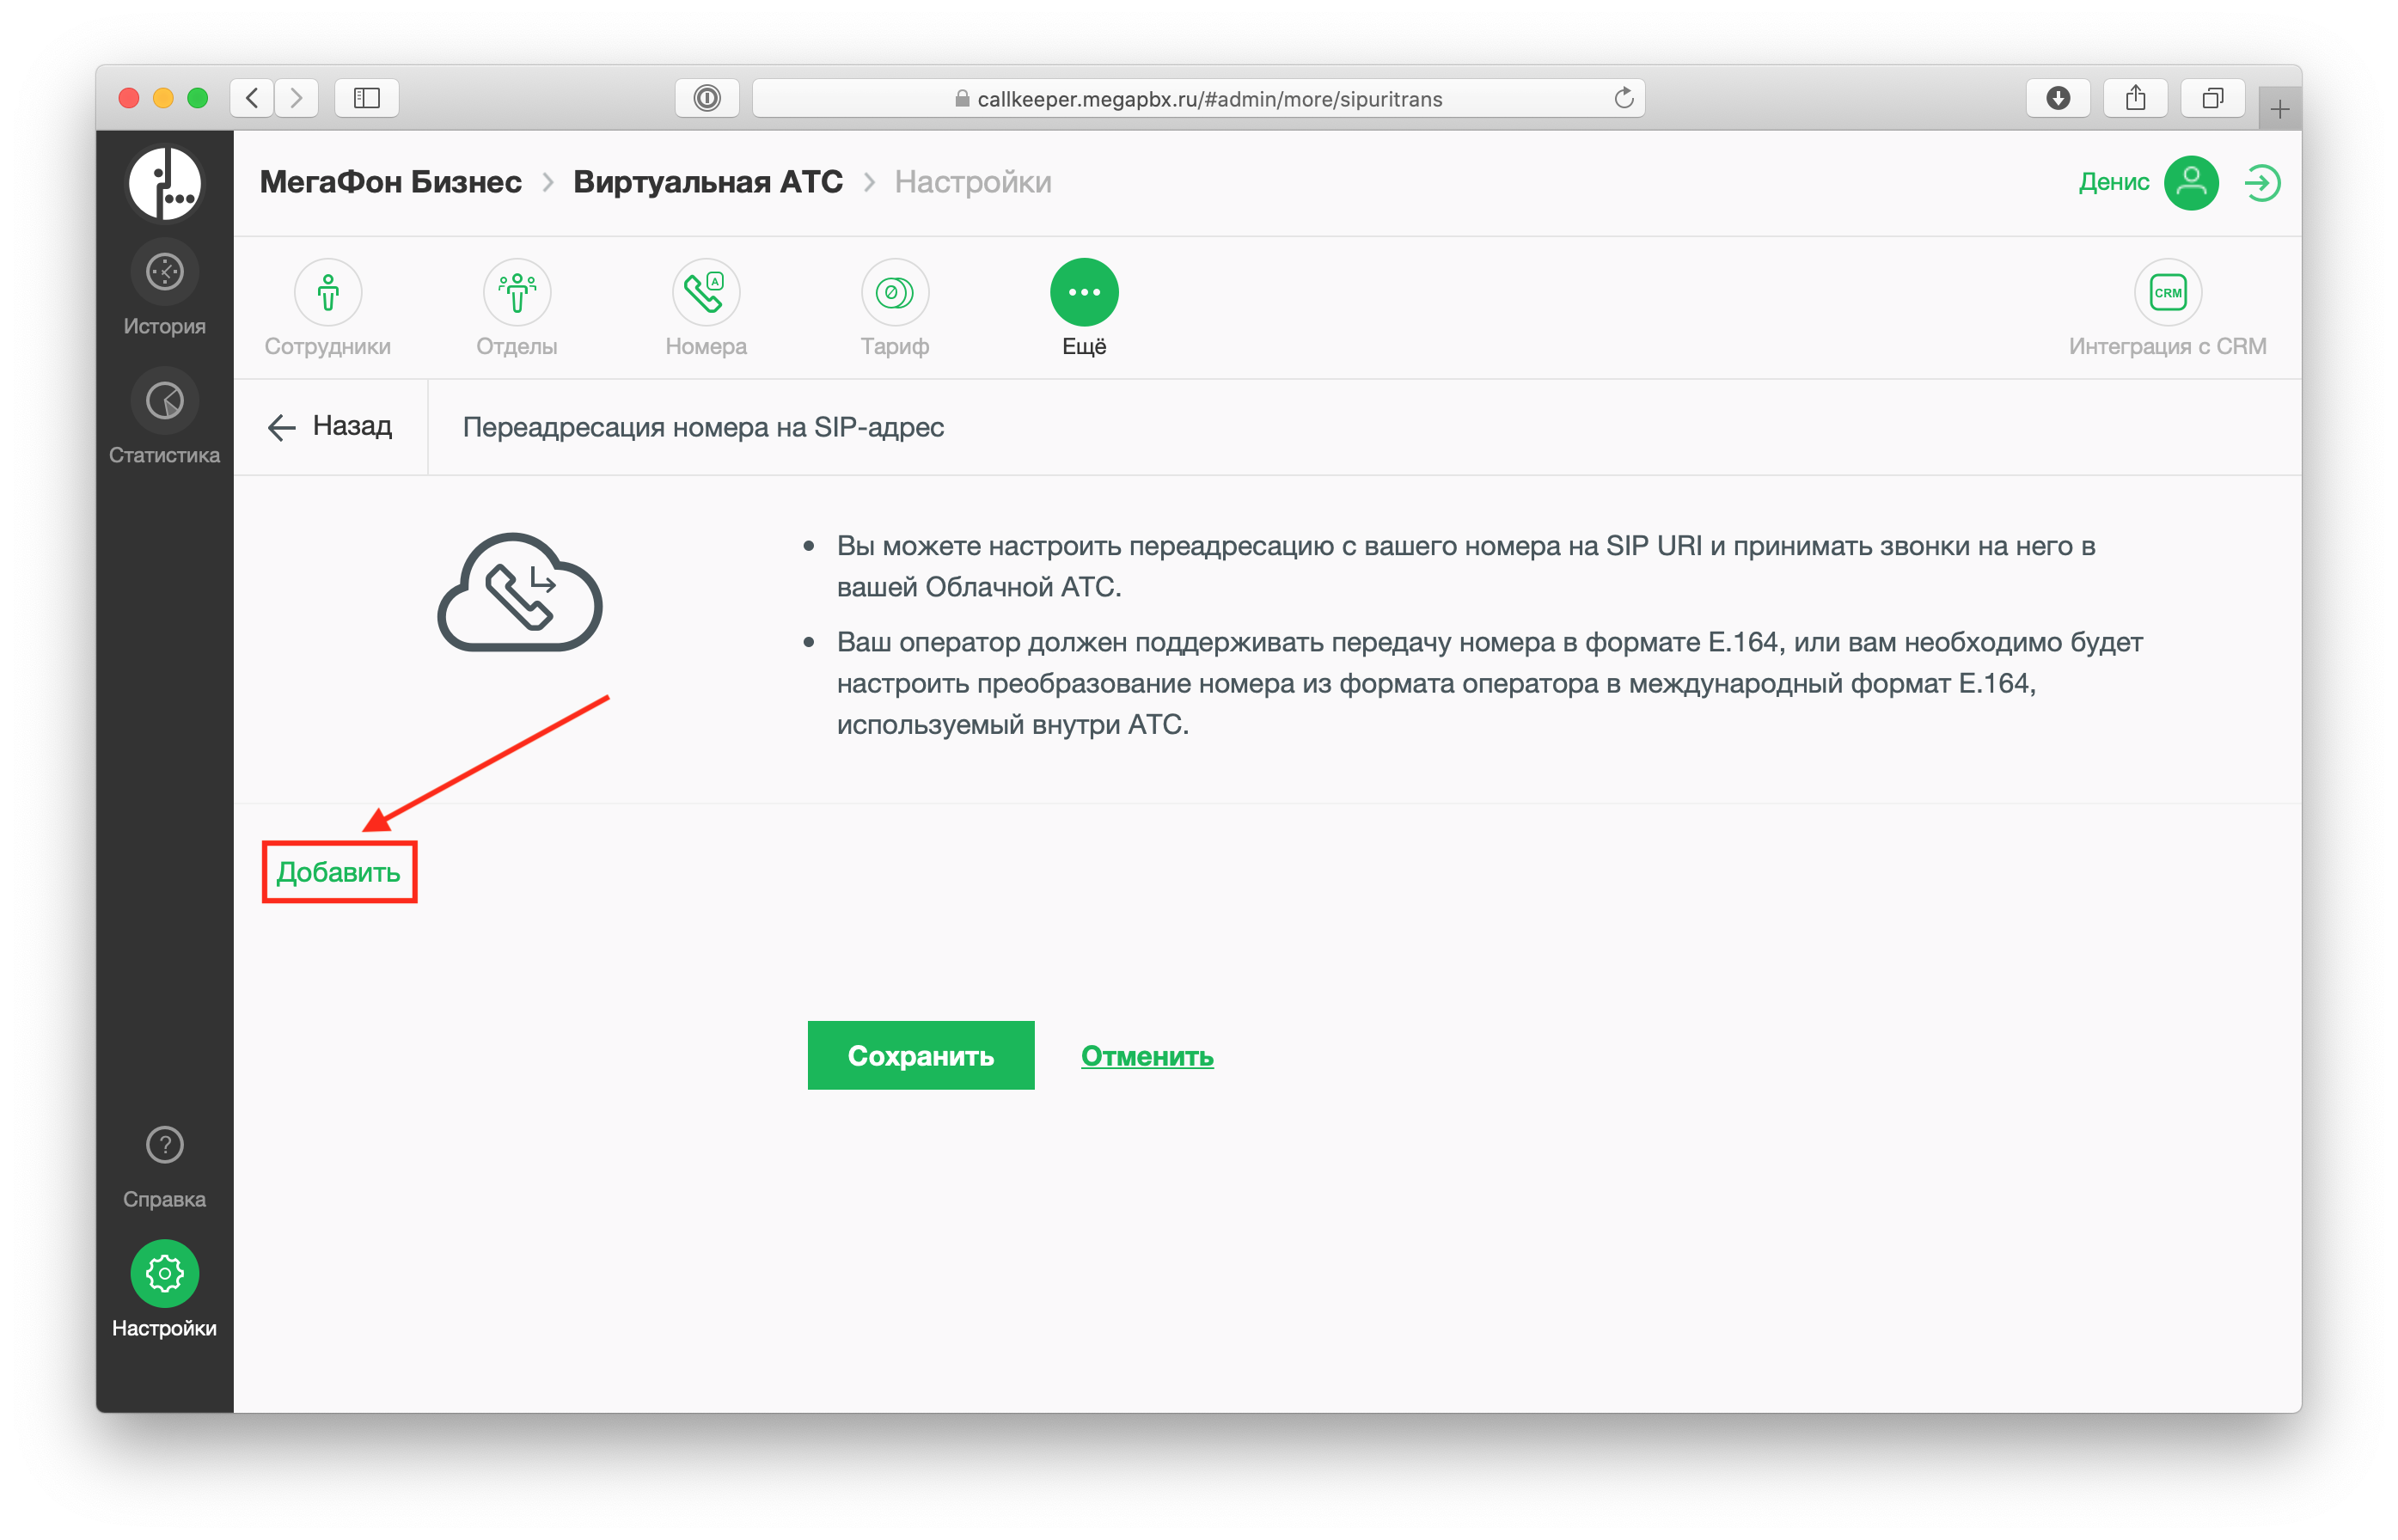 callkeeper.megapbx.ru/#admin/more/sipuritrans
МегаФон Бизнес > Виртуальная АТС > Настройки
Денис
История
Статистика
Сотрудники
Отделы
A
Номера
Тариф
Ещё
CRM
Интеграция с CRM
Назад
Переадресация номера на SIP-адрес
• Вы можете настроить переадресацию с вашего номера на SIP URI и принимать звонки на него в
вашей Облачной АТС.
• Ваш оператор должен поддерживать передачу номера в формате E.164, или вам необходимо будет
настроить преобразование номера из формата оператора в международный формат E.164,
используемый внутри АТС.
Добавить
Сохранить
Отменить
?
Справка
Настройки